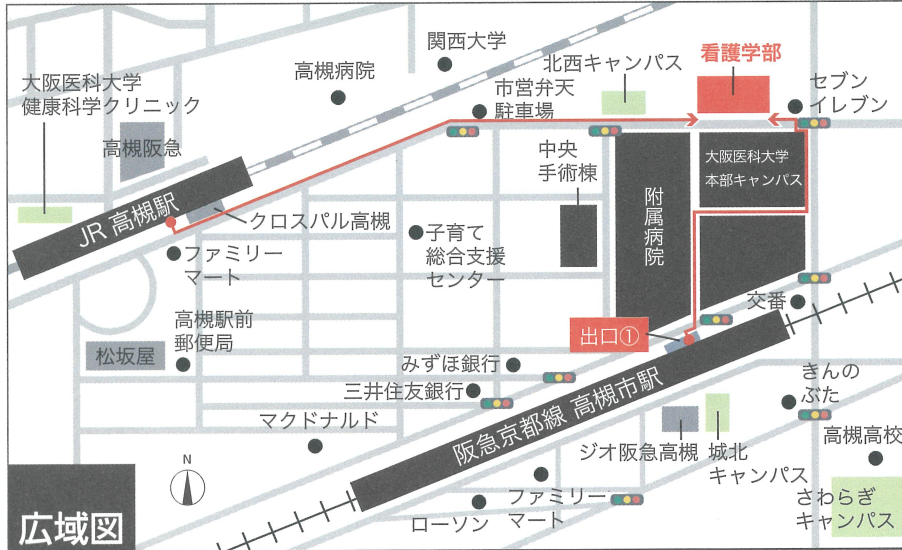 関西大学
看護学部
大阪医科大学
健康科学クリニック
高槻病院
北西キャンパス
市営弁天
駐車場
セブン
イレブン
高槻阪急
中央
手術棟
大阪医科大学
本部キャンパス
JR 高槻駅
クロスパル高槻
附属病院
ファミリー
マート
子育て
総合支援
センター
交番
高槻駅前
郵便局
出口①
松坂屋
みずほ銀行
三井住友銀行
きんの
ぶた
マクドナルド
阪急京都線 高槻市駅
ジオ阪急高槻
城北
キャンパス
高槻高校
N
ファミリー
マート
ローソン
さわらぎ
キャンパス
広域図